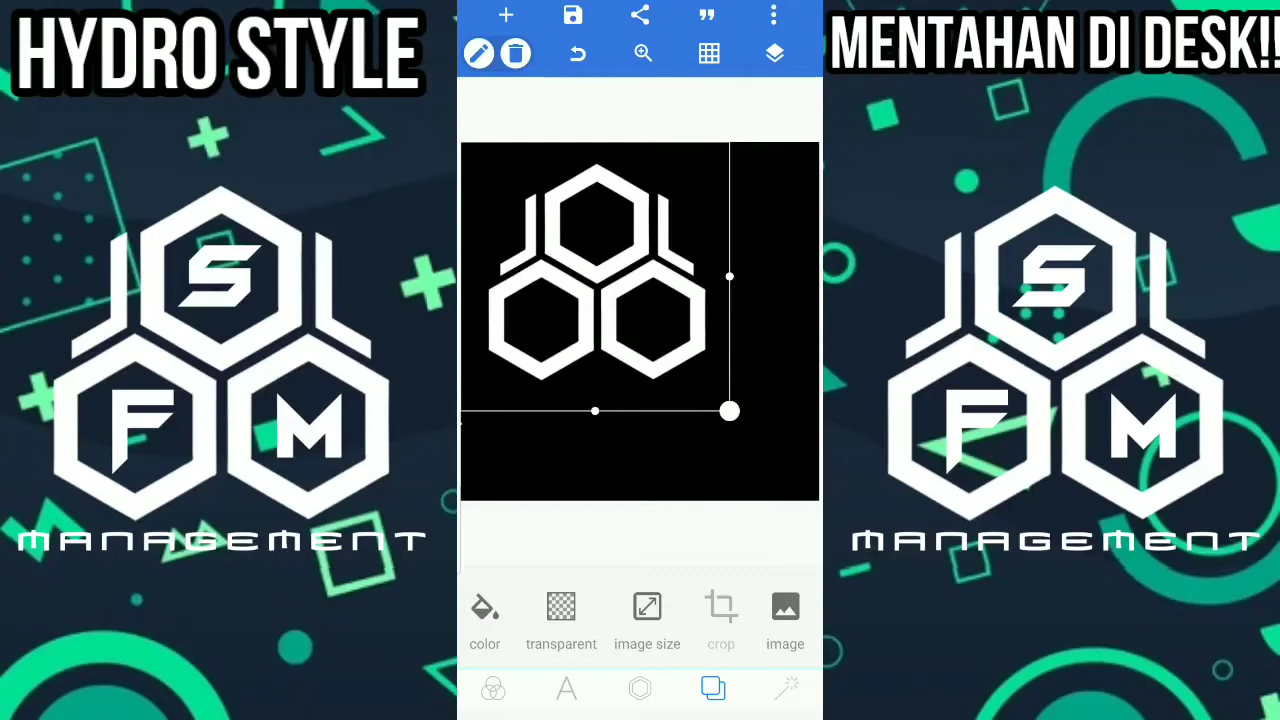 HYDRO STYLE
MENTAHAN DI DESK!!
S
F M
MANAGEMENT
S
F M
MANAGEMENT
color transparent image size crop image